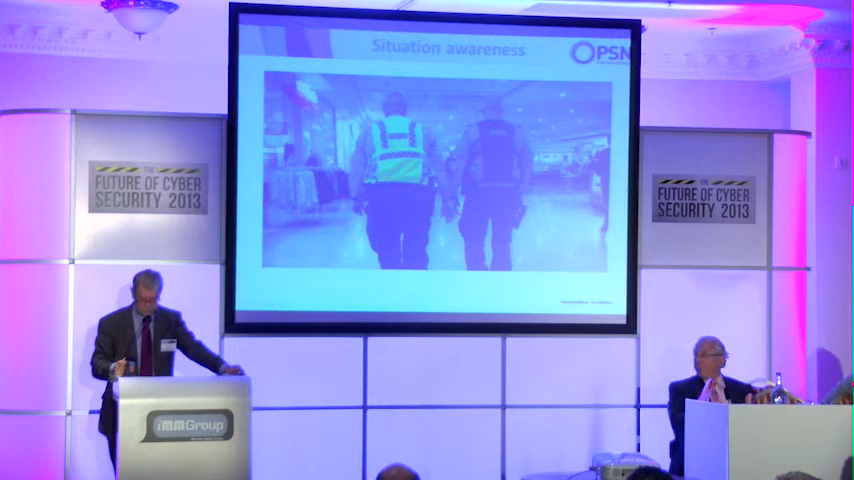 Situation awareness
PSN
THE
FUTURE OF CYBER
SECURITY 2013
THE
FUTURE OF CYBER
SECURITY 2013
iMMGroup